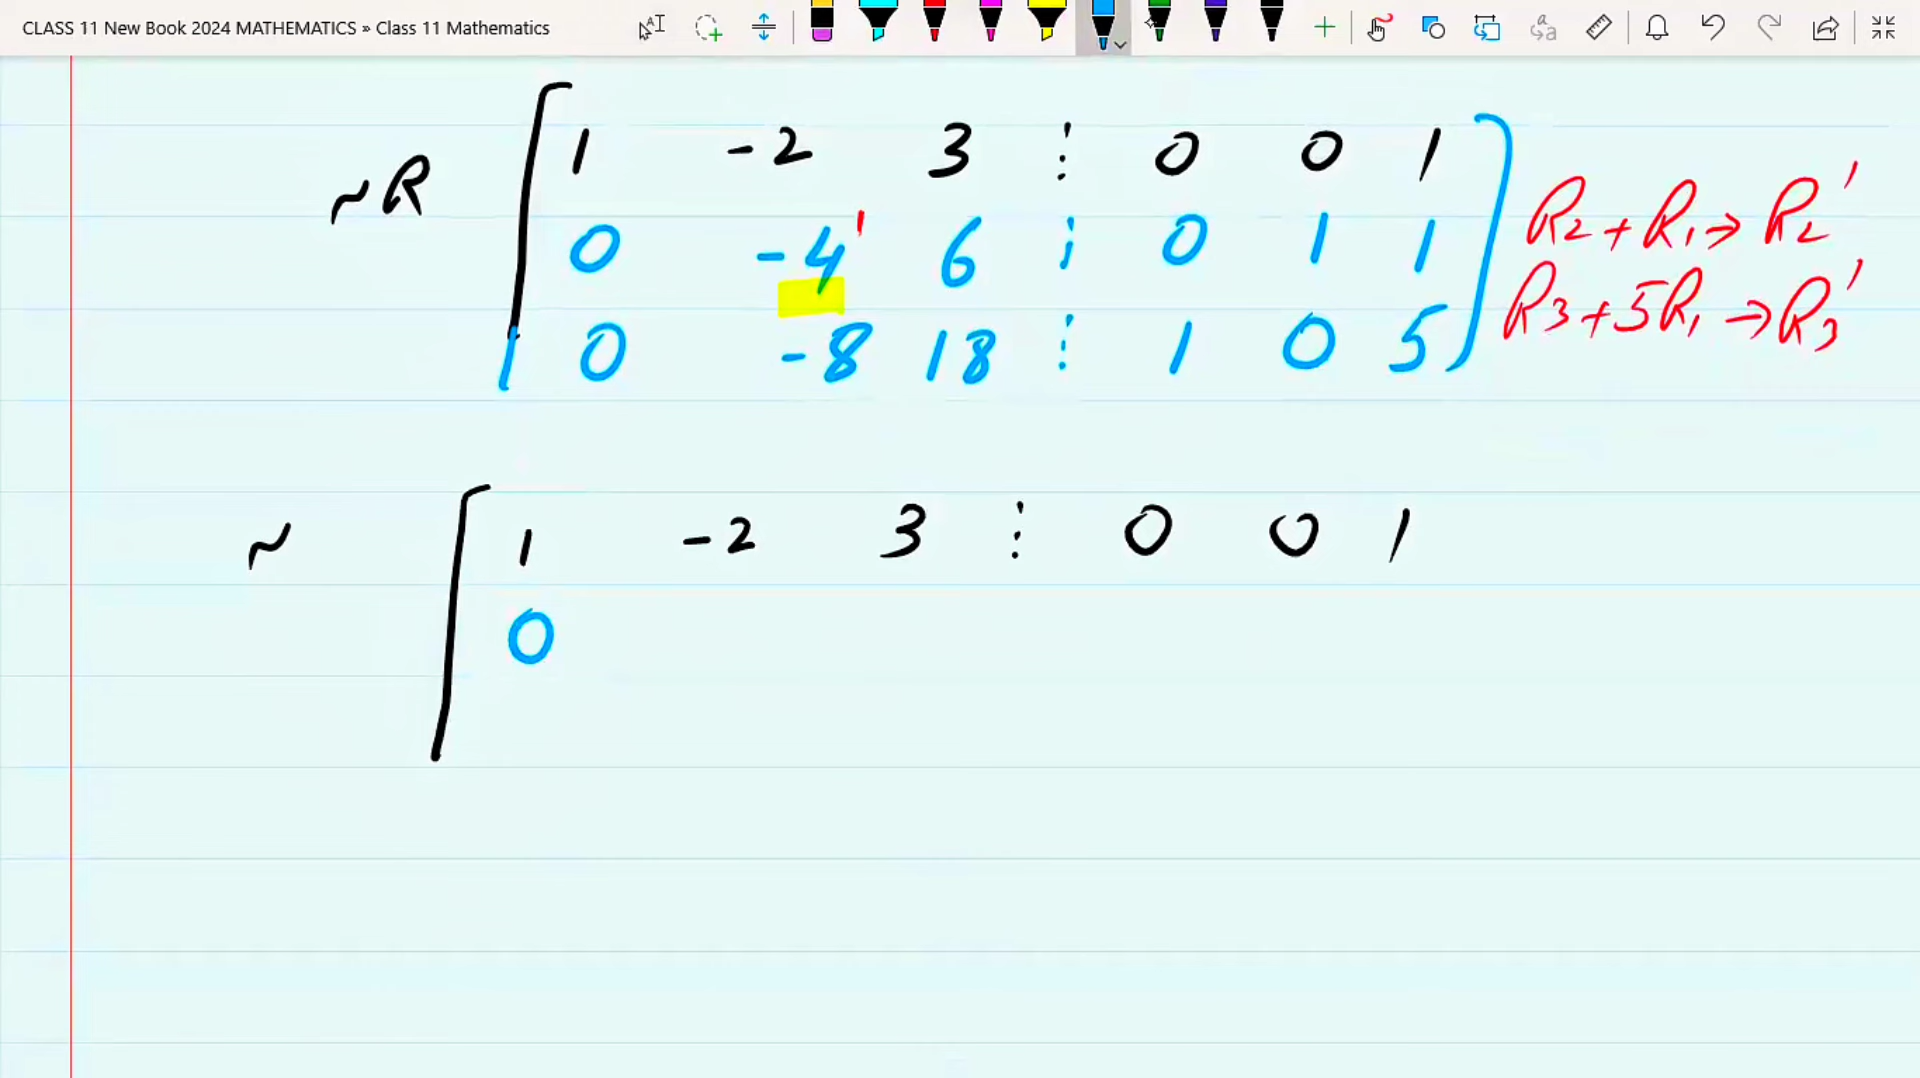 CLASS 11 New Book 2024 MATHEMATICS » Class 11 Mathematics
~R [ 1 -2 3 ⋮ 0 0 1
0 -4 6 ⋮ 0 1 1 R2 + R1 → R2'
0 -8 18 ⋮ 1 0 5 ] R3 + 5R1 → R3'
~ [ 1 -2 3 ⋮ 0 0 1
0